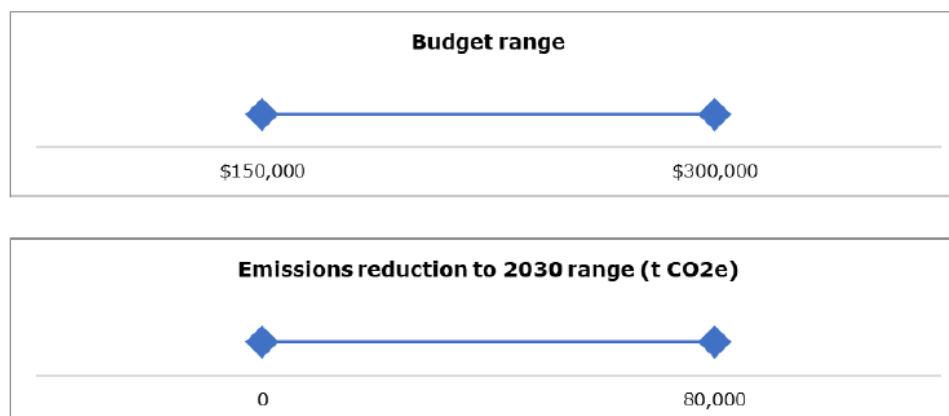 Budget range
$150,000 $300,000
Emissions reduction to 2030 range (t CO2e)
0 80,000